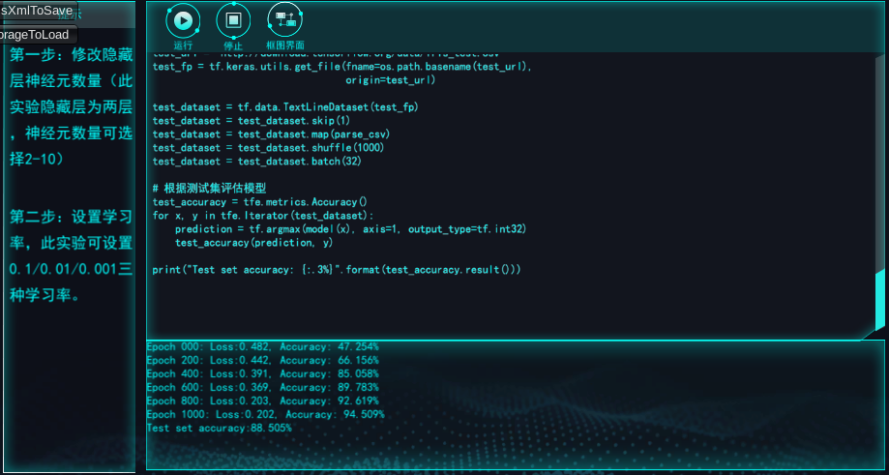 sXmlToSave
orageToLoad
第一步：修改隐藏
层神经元数量（此
实验隐藏层为两层
，神经元数量可选
择2-10）
第二步：设置学习
率，此实验可设置
0.1/0.01/0.001三
种学习率。
运行
停止
框图界面
test_fp = tf.keras.utils.get_file(fname=os.path.basename(test_url),
origin=test_url)
test_dataset = tf.data.TextLineDataset(test_fp)
test_dataset = test_dataset.skip(1)
test_dataset = test_dataset.map(parse_csv)
test_dataset = test_dataset.shuffle(1000)
test_dataset = test_dataset.batch(32)
# 根据测试集评估模型
test_accuracy = tfe.metrics.Accuracy()
for x, y in tfe.Iterator(test_dataset):
prediction = tf.argmax(model(x), axis=1, output_type=tf.int32)
test_accuracy(prediction, y)
print("Test set accuracy: {:.3%}".format(test_accuracy.result()))
Epoch 000: Loss:0.482, Accuracy: 47.254%
Epoch 200: Loss:0.442, Accuracy: 66.156%
Epoch 400: Loss:0.391, Accuracy: 85.058%
Epoch 600: Loss:0.369, Accuracy: 89.783%
Epoch 800: Loss:0.203, Accuracy: 92.619%
Epoch 1000: Loss:0.202, Accuracy: .94.509%
Test set accuracy:88.505%